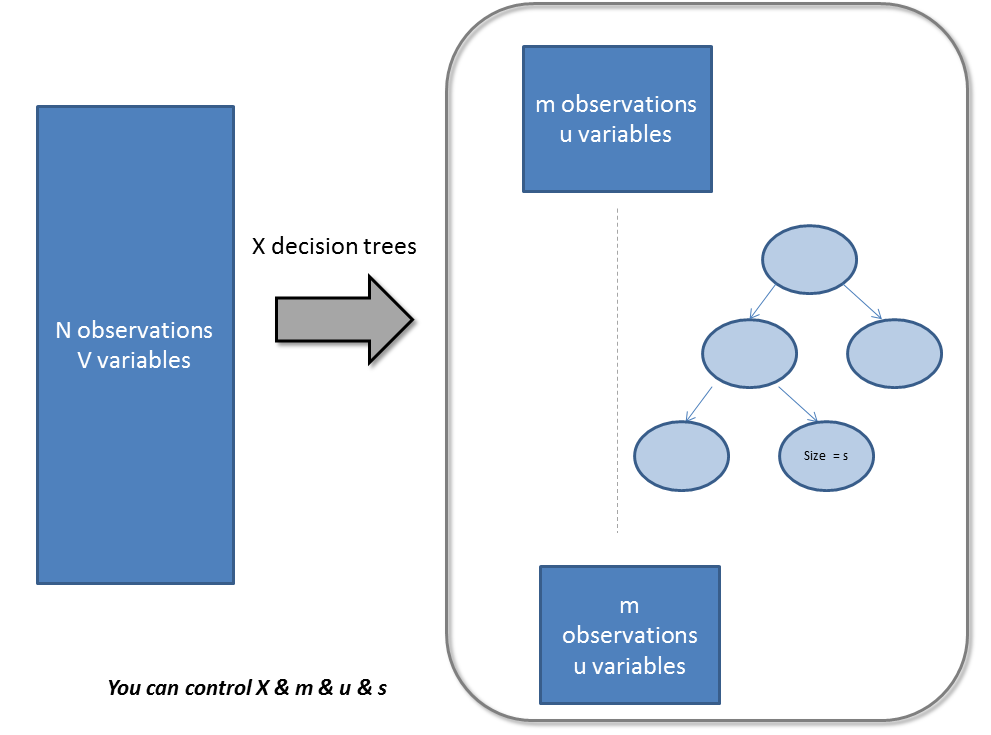 m observations
u variables
X decision trees
N observations
V variables
Size = s
m
observations
u variables
You can control X & m & u & s